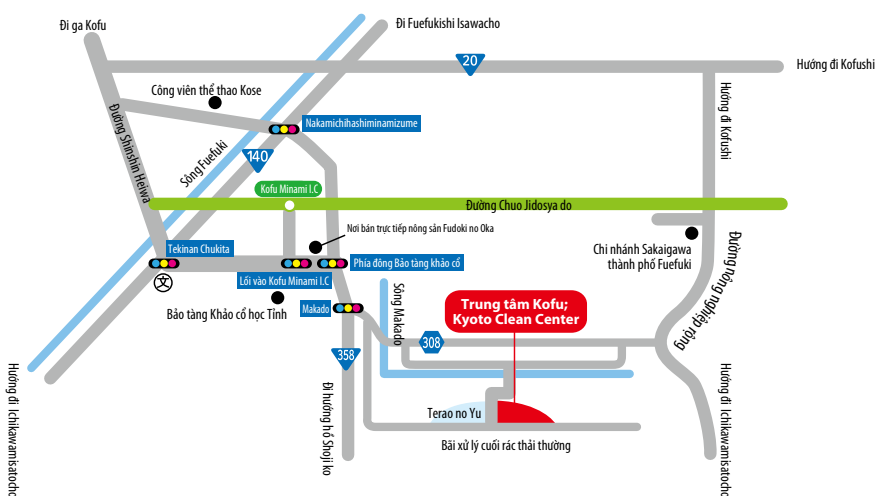 Đi ga Kofu
Đi Fuefukishi Isawacho
20
Hướng đi Kofushi
Công viên thể thao Kose
Nakamichihashiminamizume
Đường Shinshin Heiwa
Sông Fuefuki
140
Hướng đi Kofushi
Kofu Minami I.C
Đường Chuo Jidosya do
Nơi bán trực tiếp nông sản Fudoki no Oka
Tekinan Chukita
Phía đông Bảo tàng khảo cổ
Chi nhánh Sakaigawa
thành phố Fuefuki
文
Lối vào Kofu Minami I.C
Bảo tàng Khảo cổ học Tỉnh
Makado
Sông Makado
Trung tâm Kofu;
Kyoto Clean Center
Đường nông nghiệp rộng
308
358
Hướng đi Ichikawamisatocho
Đi hướng hồ Shoji ko
Terao no Yu
Bãi xử lý cuối rác thải thường
Hướng đi Ichikawamisatocho